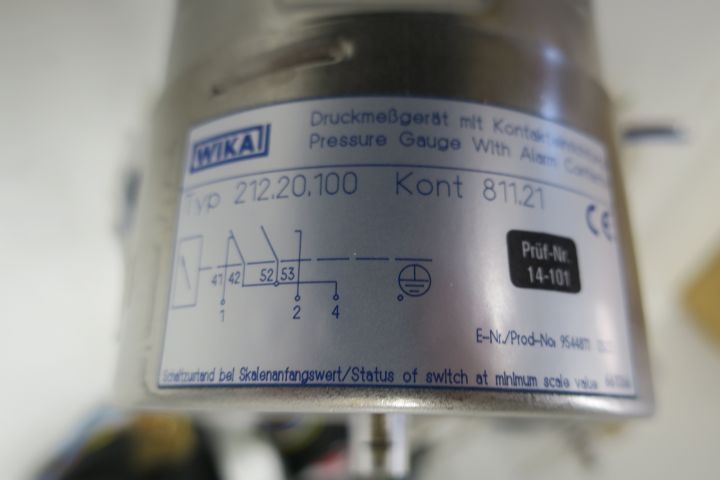 WIKA
Druckmeßgerät mit
Pressure Gauge With Alarm
Typ 212.20.100 Kont 811.21
CE
Prüf-Nr.
14-101
41 42 52 53
1 2 4
E-Nr./Prod-No:
Schaltzustand bei Skalenanfangswert/Status of switch at minimum scale value